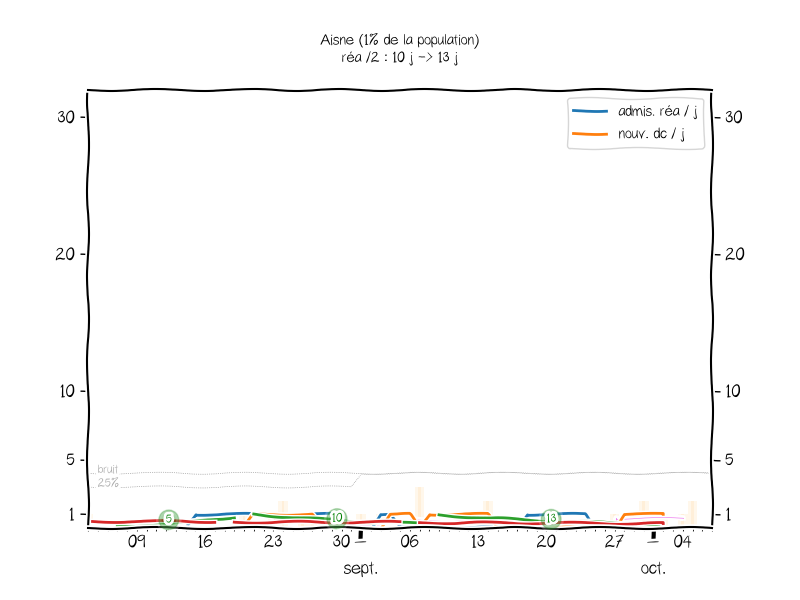 Aisne (1% de la population)
réa /2 : 10 j -> 13 j
admis. réa / j
nouv. dc / j
30 30
20 20
10 10
5 5
bruit
25%
1 1
5 10 13
09 16 23 30 06 13 20 27 04
sept. oct.